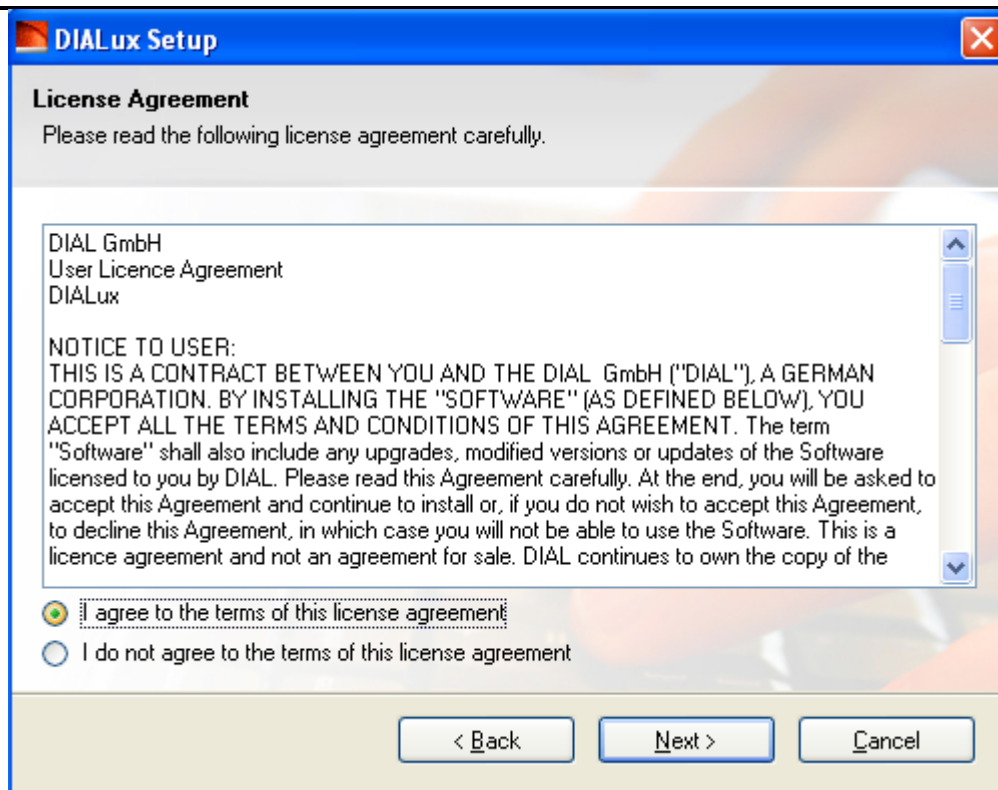 DIALux Setup
License Agreement
Please read the following license agreement carefully.
DIAL GmbH
User Licence Agreement
DIALux
NOTICE TO USER:
THIS IS A CONTRACT BETWEEN YOU AND THE DIAL  GmbH ("DIAL"), A GERMAN
CORPORATION. BY INSTALLING THE "SOFTWARE" (AS DEFINED BELOW), YOU
ACCEPT ALL THE TERMS AND CONDITIONS OF THIS AGREEMENT. The term
"Software" shall also include any upgrades, modified versions or updates of the Software
licensed to you by DIAL. Please read this Agreement carefully. At the end, you will be asked to
accept this Agreement and continue to install or, if you do not wish to accept this Agreement,
to decline this Agreement, in which case you will not be able to use the Software. This is a
licence agreement and not an agreement for sale. DIAL continues to own the copy of the
I agree to the terms of this license agreement
I do not agree to the terms of this license agreement
< Back Next > Cancel